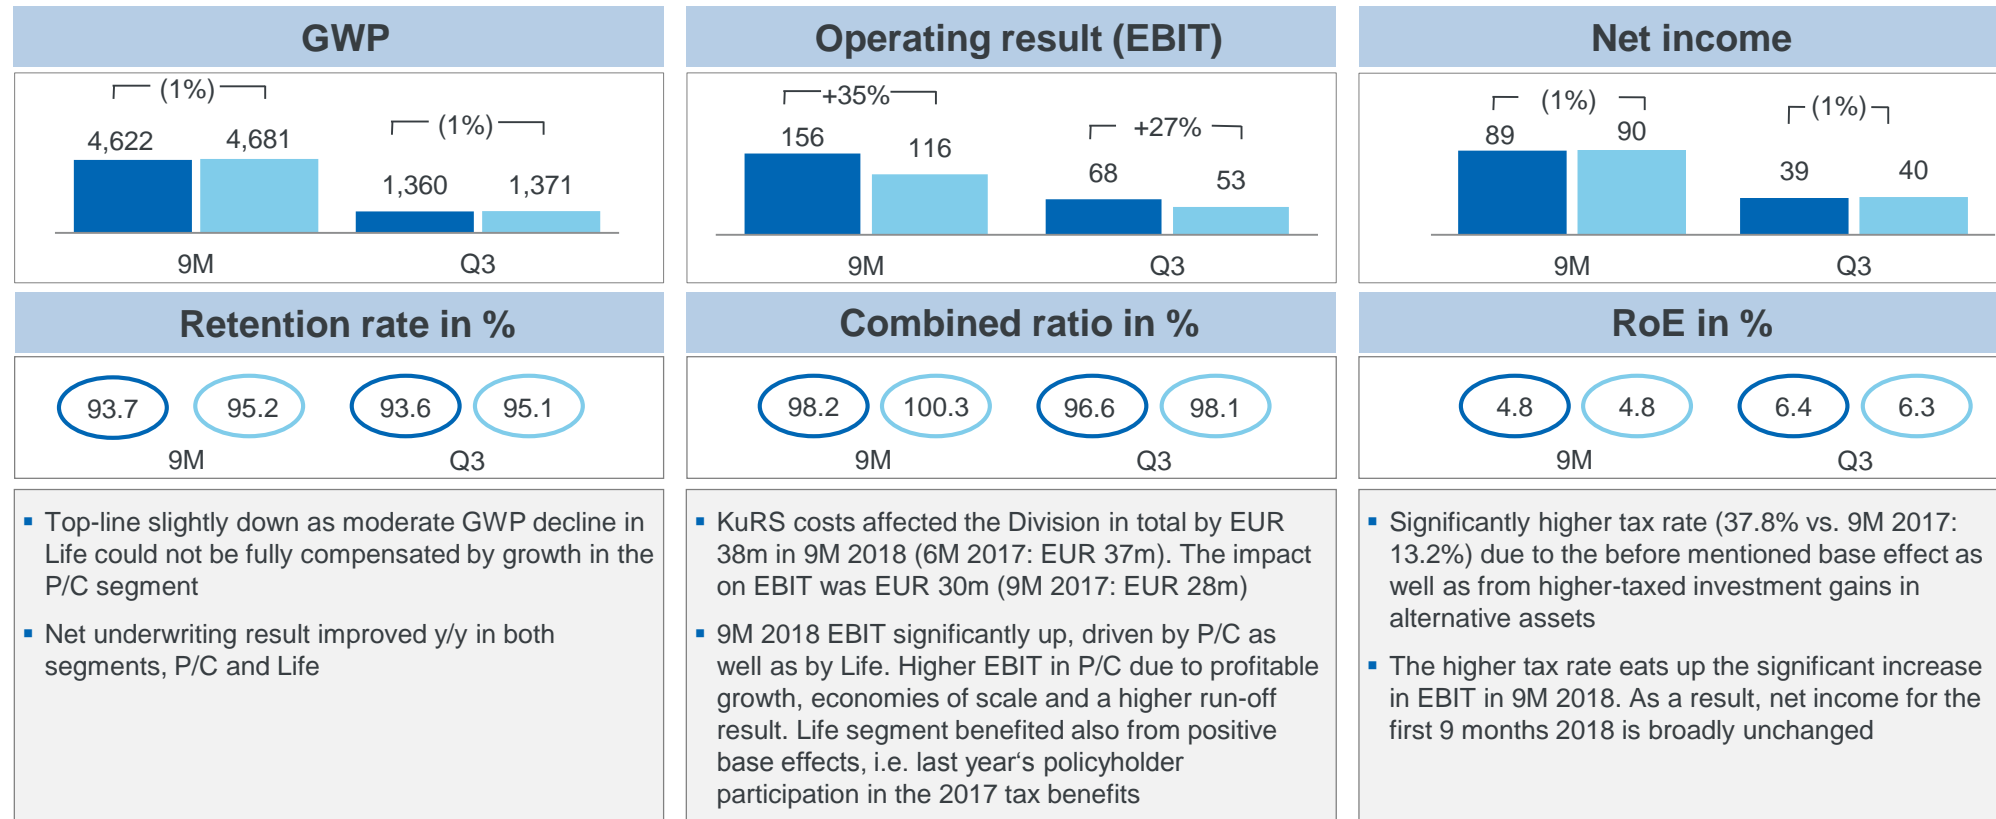 GWP
(1%)
(1%)
4,622
4,681
1,360
1,371
9M
Q3
Operating result (EBIT)
+35%
+27%
156
116
68
53
9M
Q3
Net income
(1%)
(1%)
89
90
39
40
9M
Q3
Retention rate in %
93.7
95.2
93.6
95.1
9M
Q3
Combined ratio in %
98.2
100.3
96.6
98.1
9M
Q3
RoE in %
4.8
4.8
6.4
6.3
9M
Q3
▪ Top-line slightly down as moderate GWP decline in
Life could not be fully compensated by growth in the
P/C segment
▪ Net underwriting result improved y/y in both
segments, P/C and Life
▪ KuRS costs affected the Division in total by EUR
38m in 9M 2018 (6M 2017: EUR 37m). The impact
on EBIT was EUR 30m (9M 2017: EUR 28m)
▪ 9M 2018 EBIT significantly up, driven by P/C as
well as by Life. Higher EBIT in P/C due to profitable
growth, economies of scale and a higher run-off
result. Life segment benefited also from positive
base effects, i.e. last year‘s policyholder
participation in the 2017 tax benefits
▪ Significantly higher tax rate (37.8% vs. 9M 2017:
13.2%) due to the before mentioned base effect as
well as from higher-taxed investment gains in
alternative assets
▪ The higher tax rate eats up the significant increase
in EBIT in 9M 2018. As a result, net income for the
first 9 months 2018 is broadly unchanged